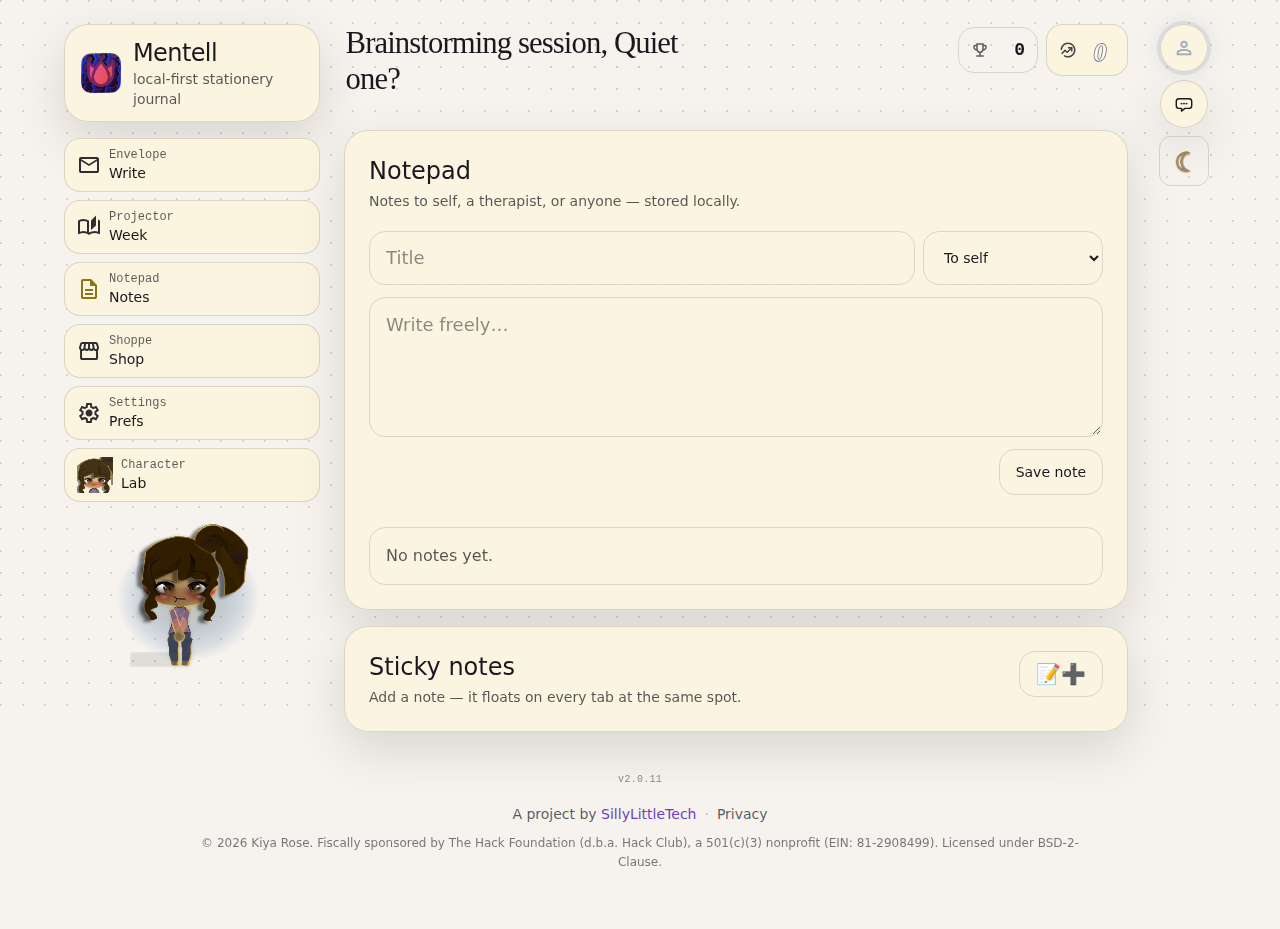 Mentell
local-first stationery
journal
Envelope
Write
Projector
Week
Notepad
Notes
Shoppe
Shop
Settings
Prefs
Character
Lab
Brainstorming session, Quiet
one?
0
0
Notepad
Notes to self, a therapist, or anyone — stored locally.
Title
To self
Write freely…
Save note
No notes yet.
Sticky notes
Add a note — it floats on every tab at the same spot.
v2.0.11
A project by SillyLittleTech · Privacy
© 2026 Kiya Rose. Fiscally sponsored by The Hack Foundation (d.b.a. Hack Club), a 501(c)(3) nonprofit (EIN: 81-2908499). Licensed under BSD-2-
Clause.